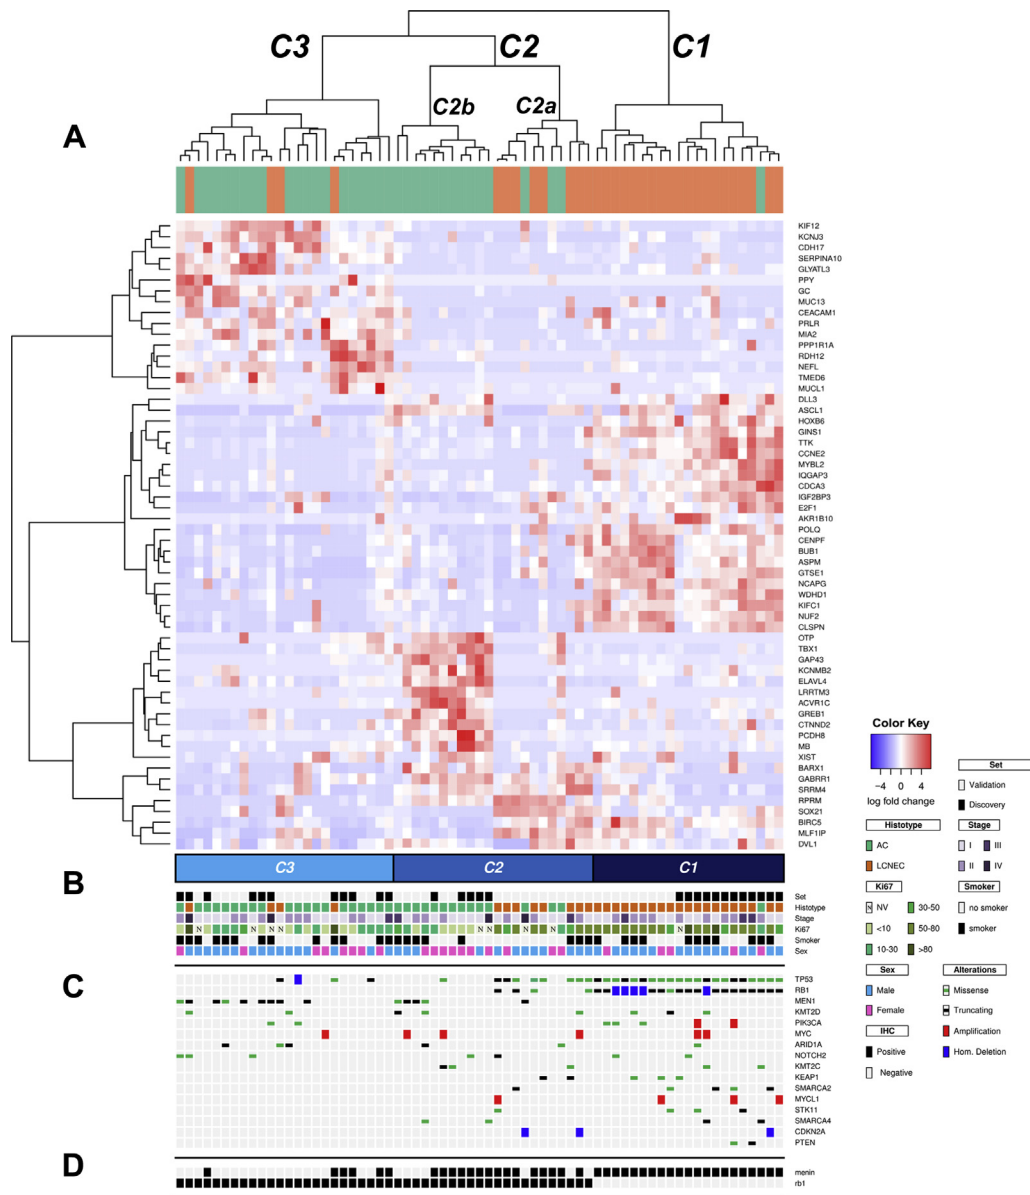 C3
C2
C1
C2b
C2a
A
KIF12
KCNJ3
CDH17
SERPINA10
GLYATL3
PPY
GC
MUC13
CEACAM1
PRLR
MIA2
PPP1R1A
RDH12
NEFL
TMED6
MUCL1
DLL3
ASCL1
HOXB6
GINS1
TTK
CCNE2
MYBL2
IQGAP3
CDCA3
IGF2BP3
E2F1
AKR1B10
POLQ
CENPF
BUB1
ASPM
GTSE1
NCAPG
WDHD1
KIFC1
NUF2
CLSPN
OTP
TBX1
GAP43
KCNMB2
ELAVL4
LRRTM3
ACVR1C
GREB1
CTNND2
PCDH8
MB
XIST
BARX1
GABRR1
SRRM4
RPRM
SOX21
BIRC5
MLF1IP
DVL1
Color Key
−4 0 4
log fold change
Set
Validation
Discovery
Histotype
AC
LCNEC
Stage
I III
II IV
Ki67
N NV
<10
10-30
30-50
50-80
>80
Smoker
no smoker
smoker
Sex
Male
Female
Alterations
Missense
Truncating
Amplification
Hom. Deletion
IHC
Positive
Negative
C3 C2 C1
B
Set
Histotype
Stage
Ki67
N N N N N N N N N
Smoker
Sex
C
TP53
RB1
MEN1
KMT2D
PIK3CA
MYC
ARID1A
NOTCH2
KMT2C
KEAP1
SMARCA2
MYCL1
STK11
SMARCA4
CDKN2A
PTEN
D
menin
rb1